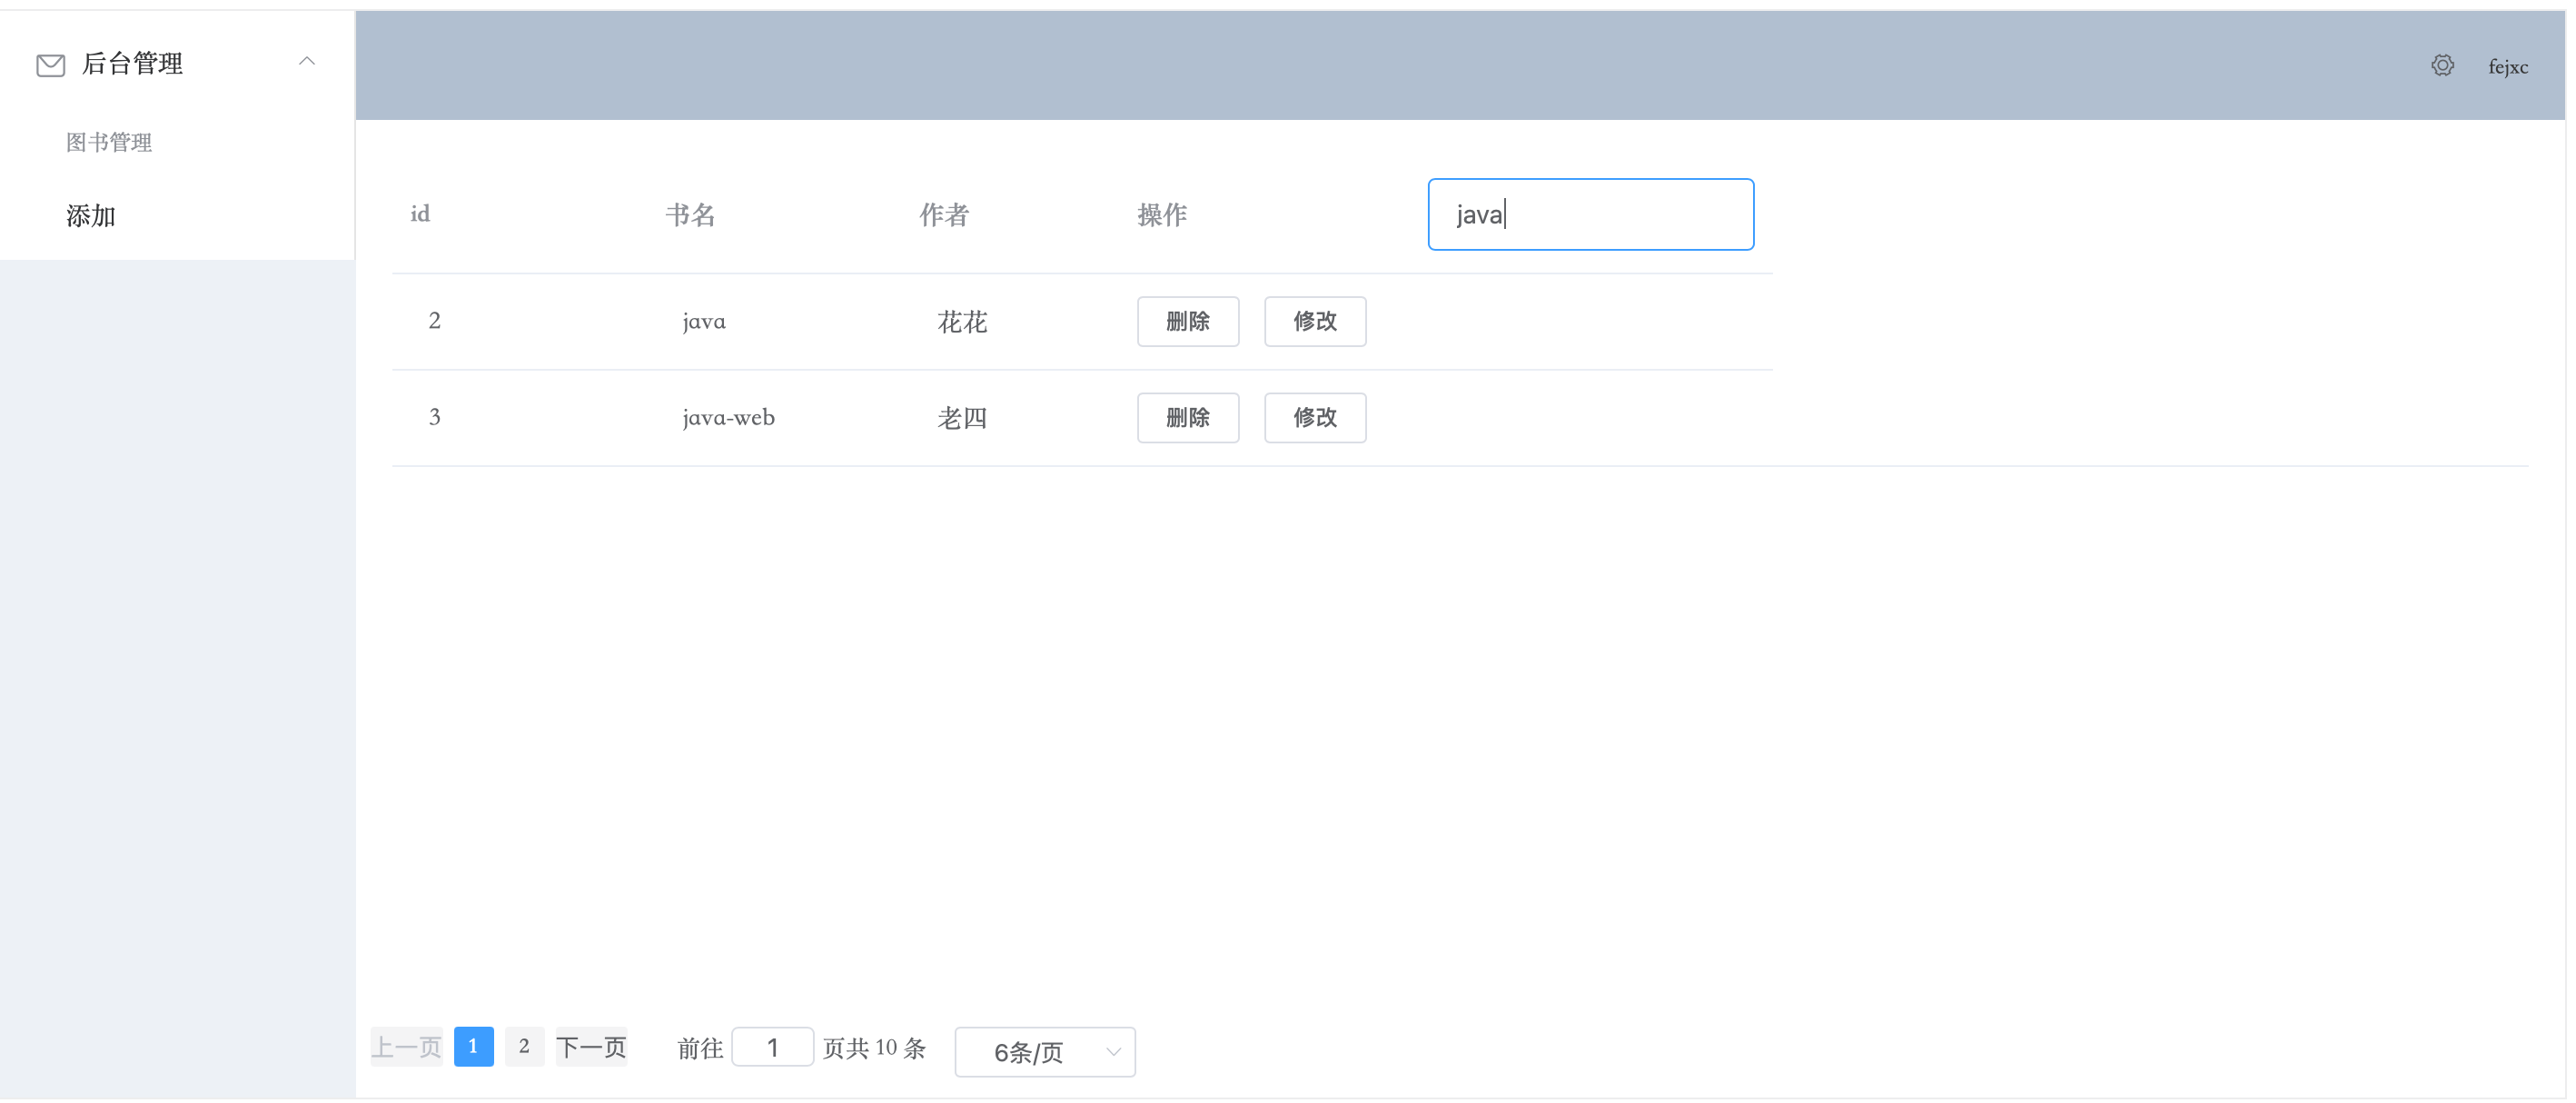 后台管理
fejxc
图书管理
添加
id 书名 作者 操作 java
2 java 花花 删除 修改
3 java-web 老四 删除 修改
上一页 1 2 下一页 前往 1 页共 10 条 6条/页